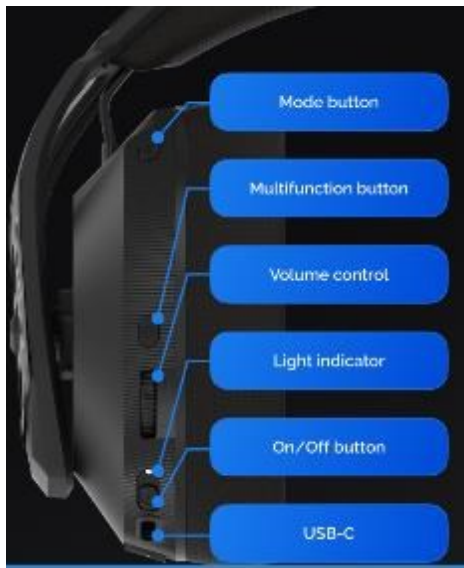 Mode button
Multifunction button
Volume control
Light indicator
On/Off button
USB-C